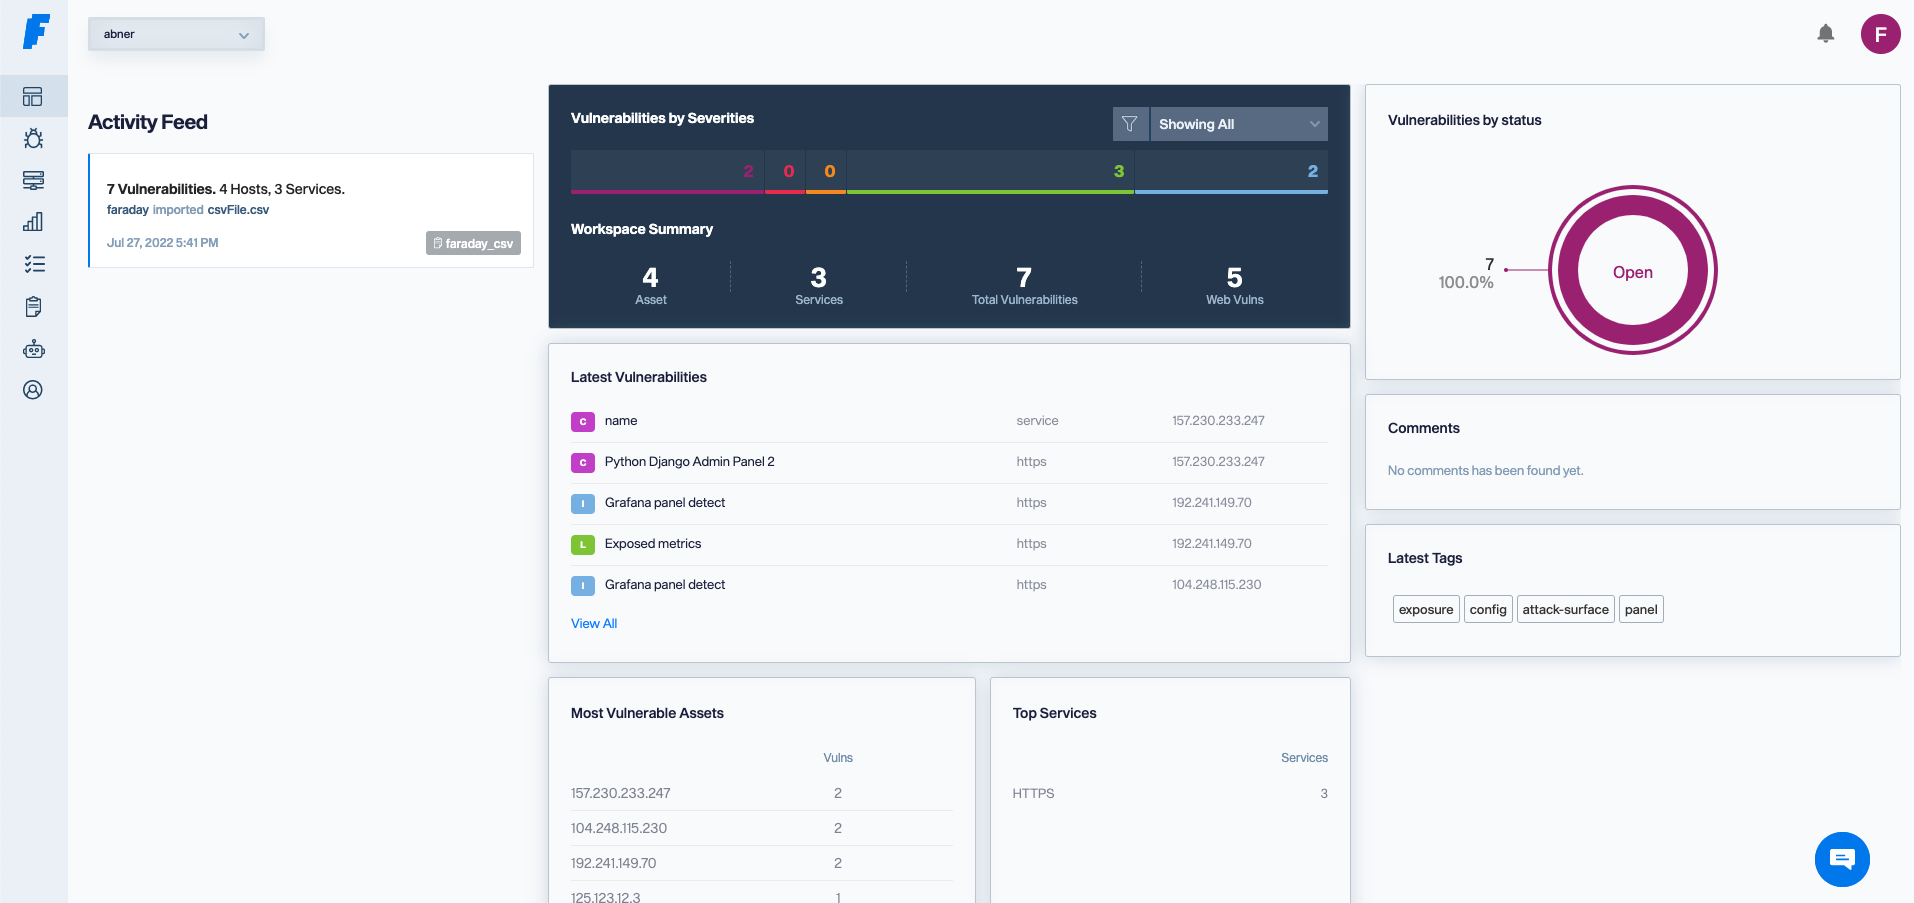 abner
F
Activity Feed
7 Vulnerabilities. 4 Hosts, 3 Services.
faraday imported csvFile.csv
Jul 27, 2022 5:41 PM
faraday_csv
Vulnerabilities by Severities
Showing All
2 0 0 3 2
Workspace Summary
4 3 7 5
Asset Services Total Vulnerabilities Web Vulns
Latest Vulnerabilities
C name service 157.230.233.247
C Python Django Admin Panel 2 https 157.230.233.247
I Grafana panel detect https 192.241.149.70
L Exposed metrics https 192.241.149.70
I Grafana panel detect https 104.248.115.230
View All
Most Vulnerable Assets
Vulns
157.230.233.247 2
104.248.115.230 2
192.241.149.70 2
125.123.12.3 1
Top Services
Services
HTTPS 3
Vulnerabilities by status
7
100.0%
Open
Comments
No comments has been found yet.
Latest Tags
exposure config attack-surface panel